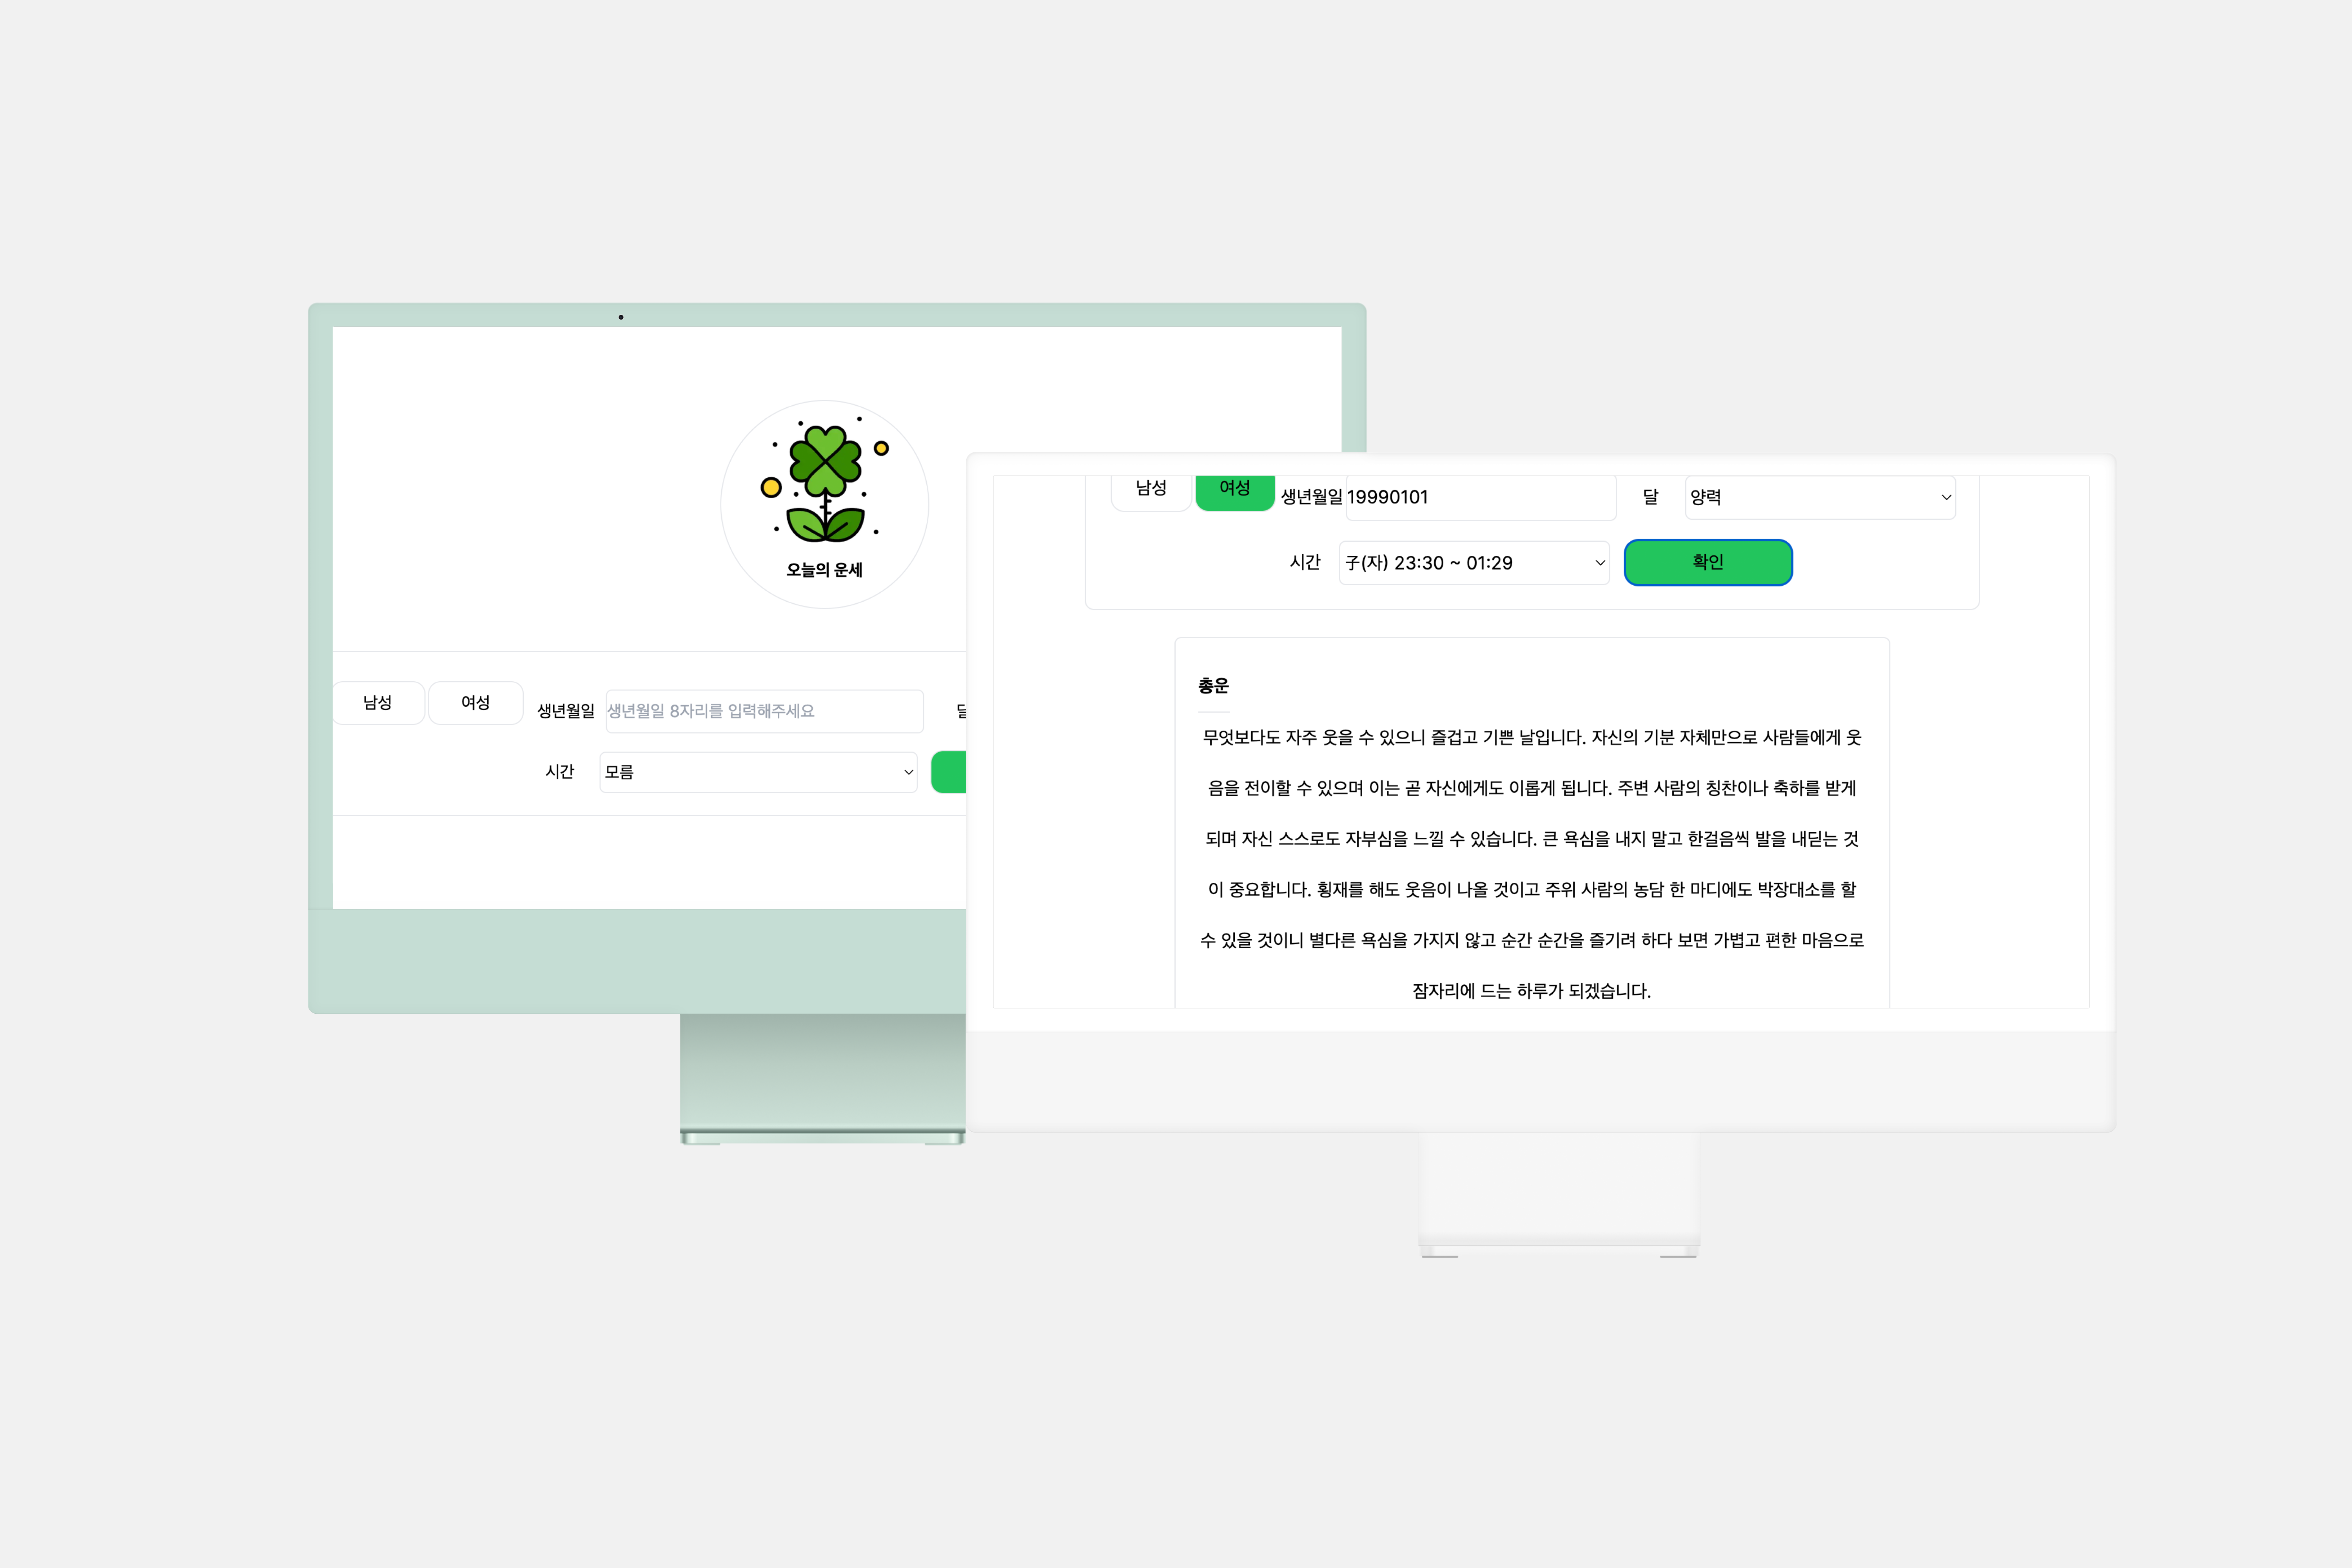 오늘의 운세
남성 여성 생년월일 생년월일 8자리를 입력해주세요
시간 모름
남성 여성 생년월일 19990101 달 양력
시간 子(자) 23:30 ~ 01:29 확인
총운
무엇보다도 자주 웃을 수 있으니 즐겁고 기쁜 날입니다. 자신의 기분 자체만으로 사람들에게 웃
음을 전이할 수 있으며 이는 곧 자신에게도 이롭게 됩니다. 주변 사람의 칭찬이나 축하를 받게
되며 자신 스스로도 자부심을 느낄 수 있습니다. 큰 욕심을 내지 말고 한걸음씩 발을 내딛는 것
이 중요합니다. 횡재를 해도 웃음이 나올 것이고 주위 사람의 농담 한 마디에도 박장대소를 할
수 있을 것이니 별다른 욕심을 가지지 않고 순간 순간을 즐기려 하다 보면 가볍고 편한 마음으로
잠자리에 드는 하루가 되겠습니다.